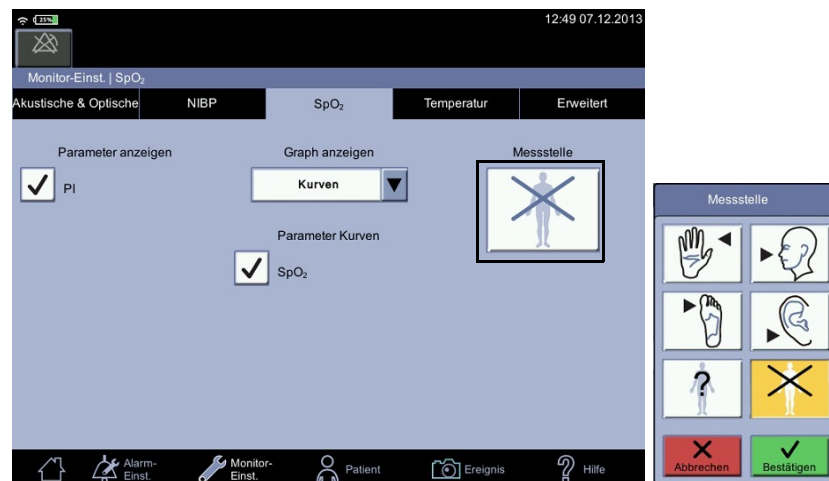 25%
12:49 07.12.2013
Monitor-Einst. | SpO₂
Akustische & Optische
NIBP
SpO₂
Temperatur
Erweitert
Parameter anzeigen
Graph anzeigen
Messstelle
PI
Kurven
Parameter Kurven
SpO₂
Alarm-
Einst.
Monitor-
Einst.
Patient
Ereignis
Hilfe
Messstelle
?
Abbrechen
Bestätigen